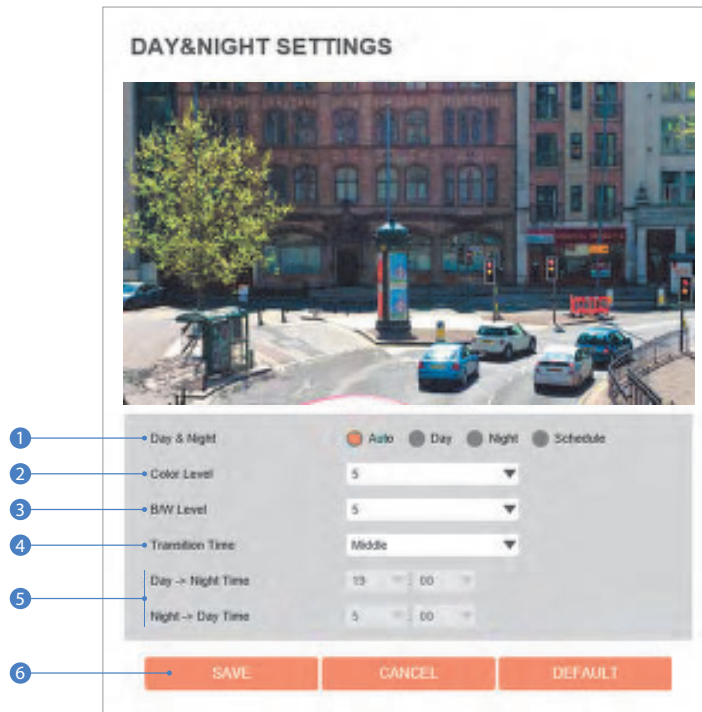 DAY&NIGHT SETTINGS
1 Day & Night Auto Day Night Schedule
2 Color Level 5
3 B/W Level 5
4 Transition Time Middle
5 Day -> Night Time 19 : 00
Night -> Day Time 5 : 00
6 SAVE CANCEL DEFAULT